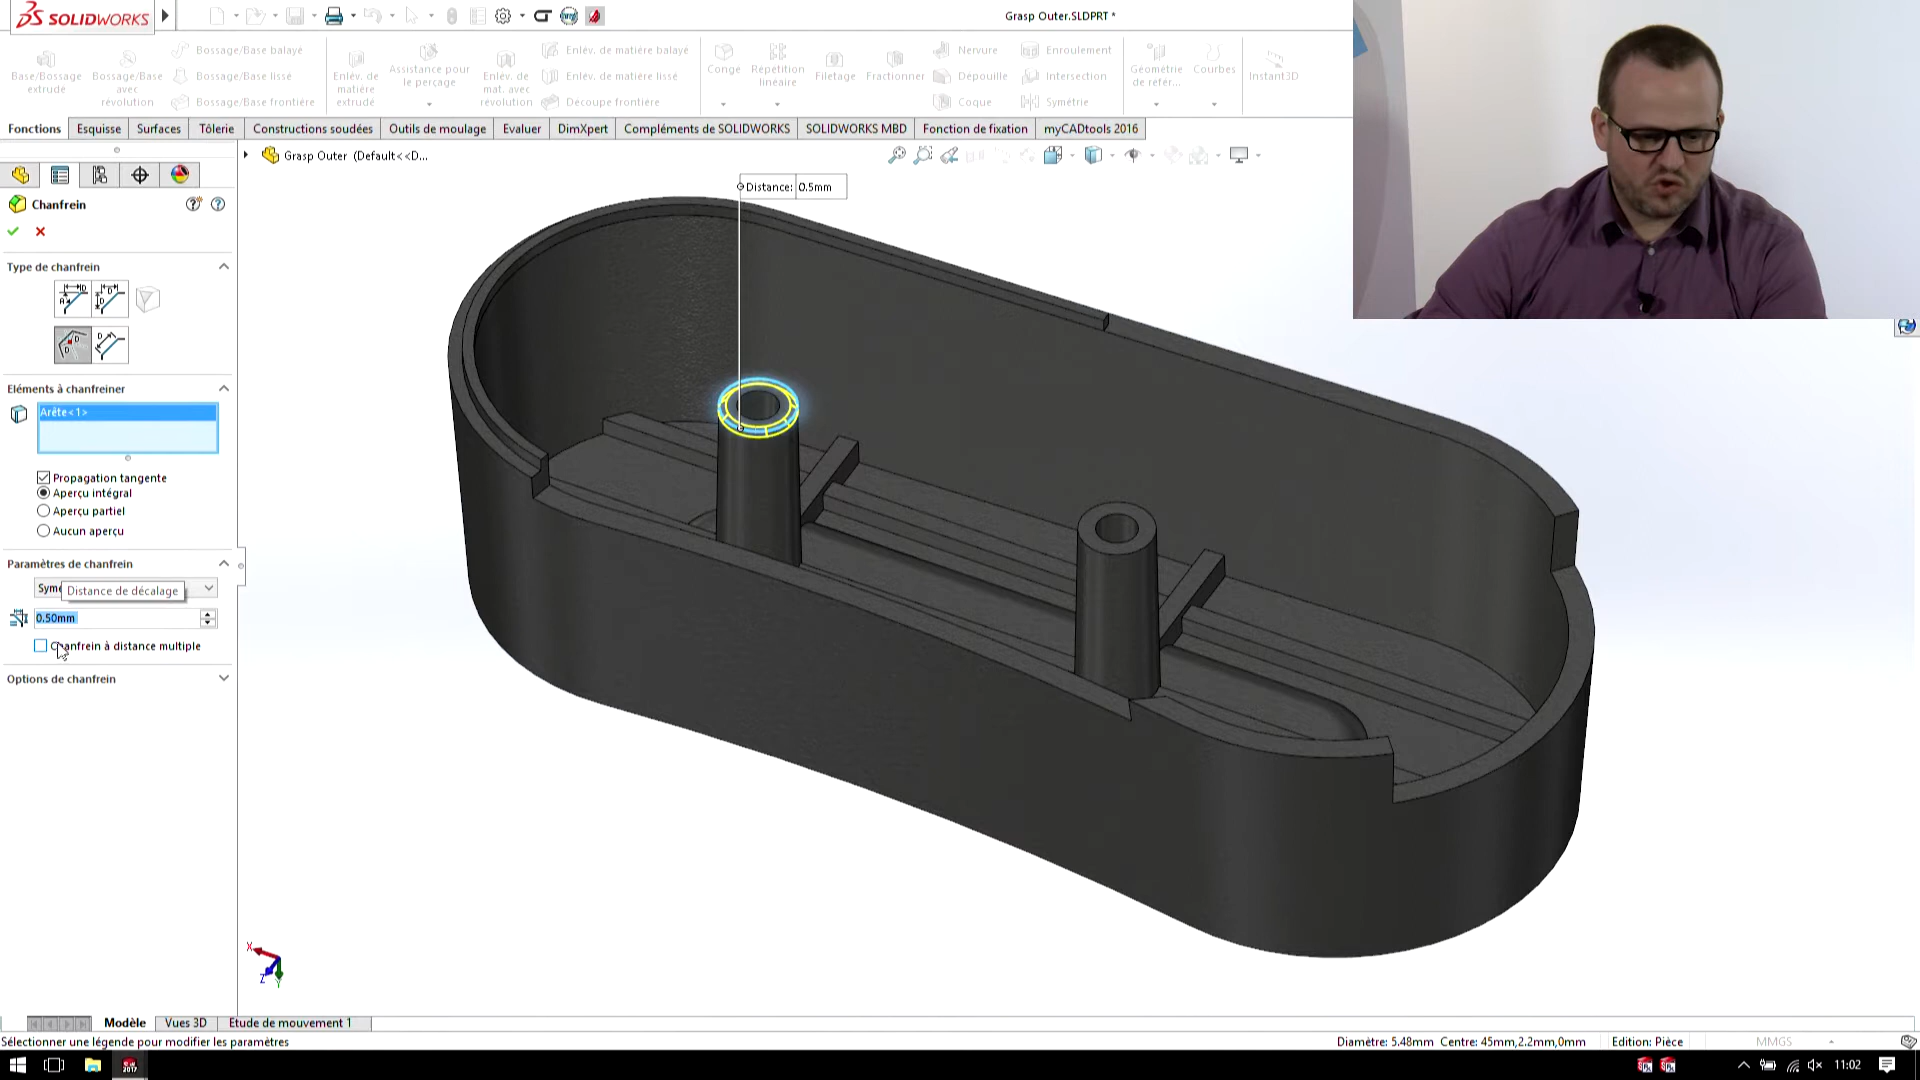 SOLIDWORKS
Grasp Outer.SLDPRT *
Base/Bossage extrudé
Bossage/Base avec révolution
Bossage/Base balayé
Bossage/Base lissé
Bossage/Base frontière
Enlèv. de matière extrudé
Assistance pour le perçage
Enlèv. de mat. avec révolution
Enlèv. de matière balayé
Enlèv. de matière lissé
Découpe frontière
Congé
Répétition linéaire
Filetage
Fractionner
Nervure
Dépouille
Coque
Enroulement
Intersection
Symétrie
Géométrie de référ...
Courbes
Instant3D
Fonctions Esquisse Surfaces Tôlerie Constructions soudées Outils de moulage Evaluer DimXpert Compléments de SOLIDWORKS SOLIDWORKS MBD Fonction de fixation myCADtools 2016
Grasp Outer (Default<<D...
Distance: 0.5mm
Chanfrein
Type de chanfrein
Eléments à chanfreiner
Arête<1>
Propagation tangente
Aperçu intégral
Aperçu partiel
Aucun aperçu
Paramètres de chanfrein
Distance de décalage
0.50mm
Chanfrein à distance multiple
Options de chanfrein
X
Z
Y
Modèle Vues 3D Etude de mouvement 1
Sélectionner une légende pour modifier les paramètres
Diamètre: 5.48mm Centre: 45mm,2.2mm,0mm Edition: Pièce MMGS
2017
11:02